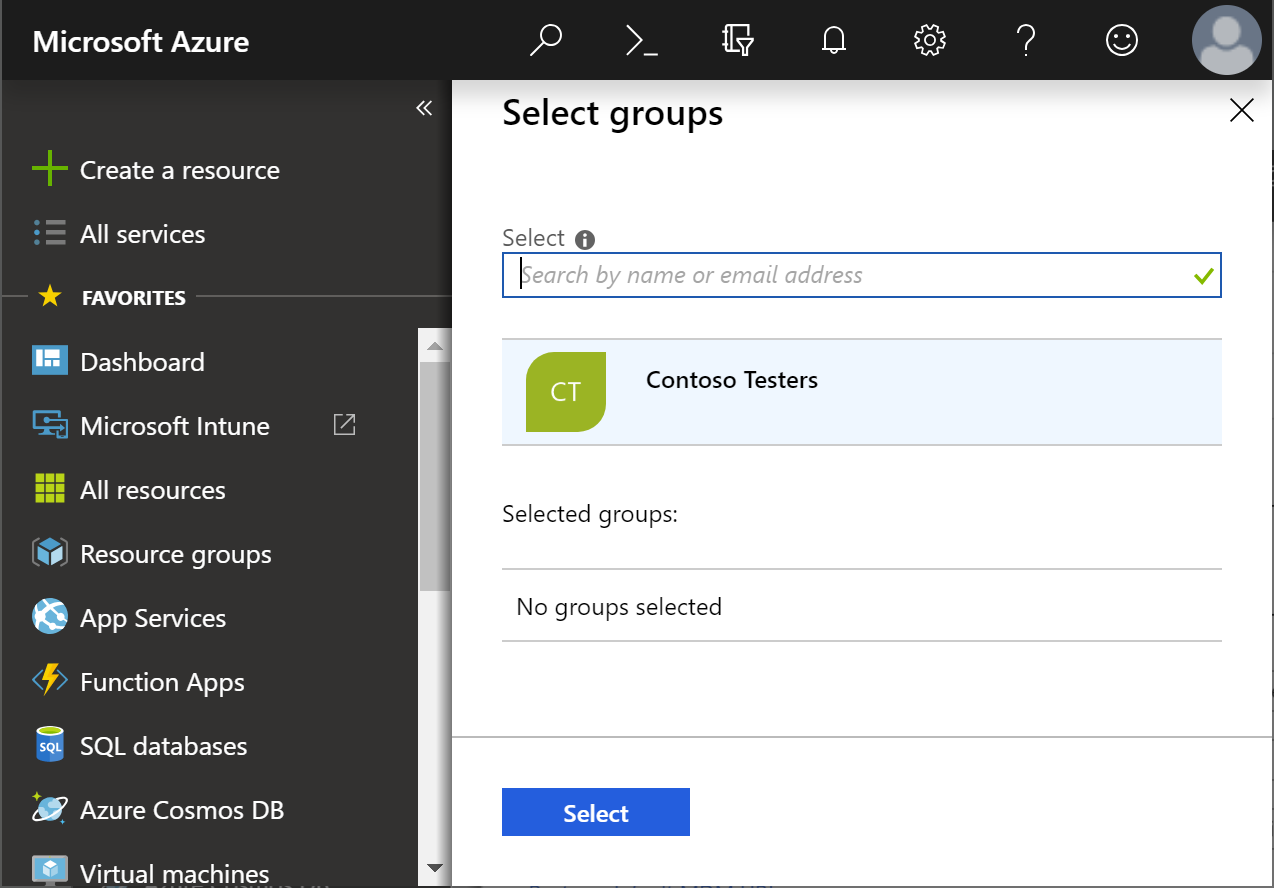 Microsoft Azure
Create a resource
All services
FAVORITES
Dashboard
Microsoft Intune
All resources
Resource groups
App Services
Function Apps
SQL
SQL databases
Azure Cosmos DB
Virtual machines
Select groups
Select
Search by name or email address
CT
Contoso Testers
Selected groups:
No groups selected
Select